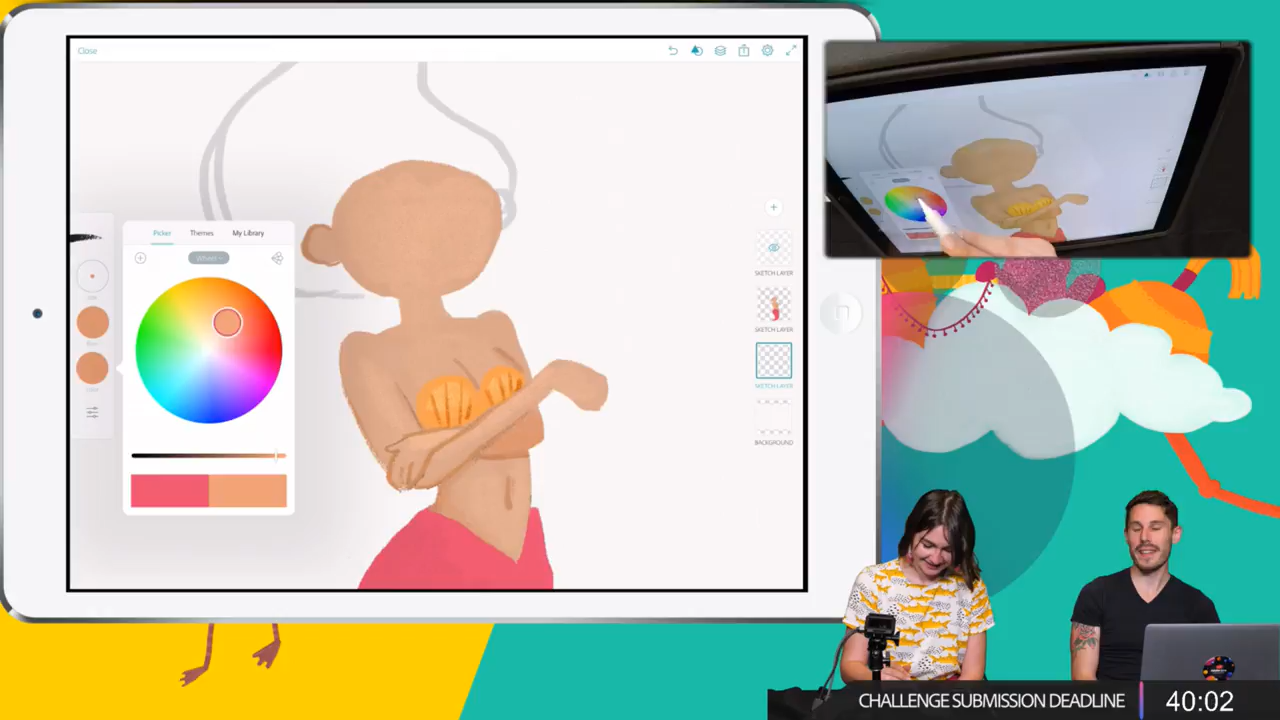 Close
Picker Themes My Library
Wheel
SKETCH LAYER
SKETCH LAYER
SKETCH LAYER
BACKGROUND
CHALLENGE SUBMISSION DEADLINE 40:02